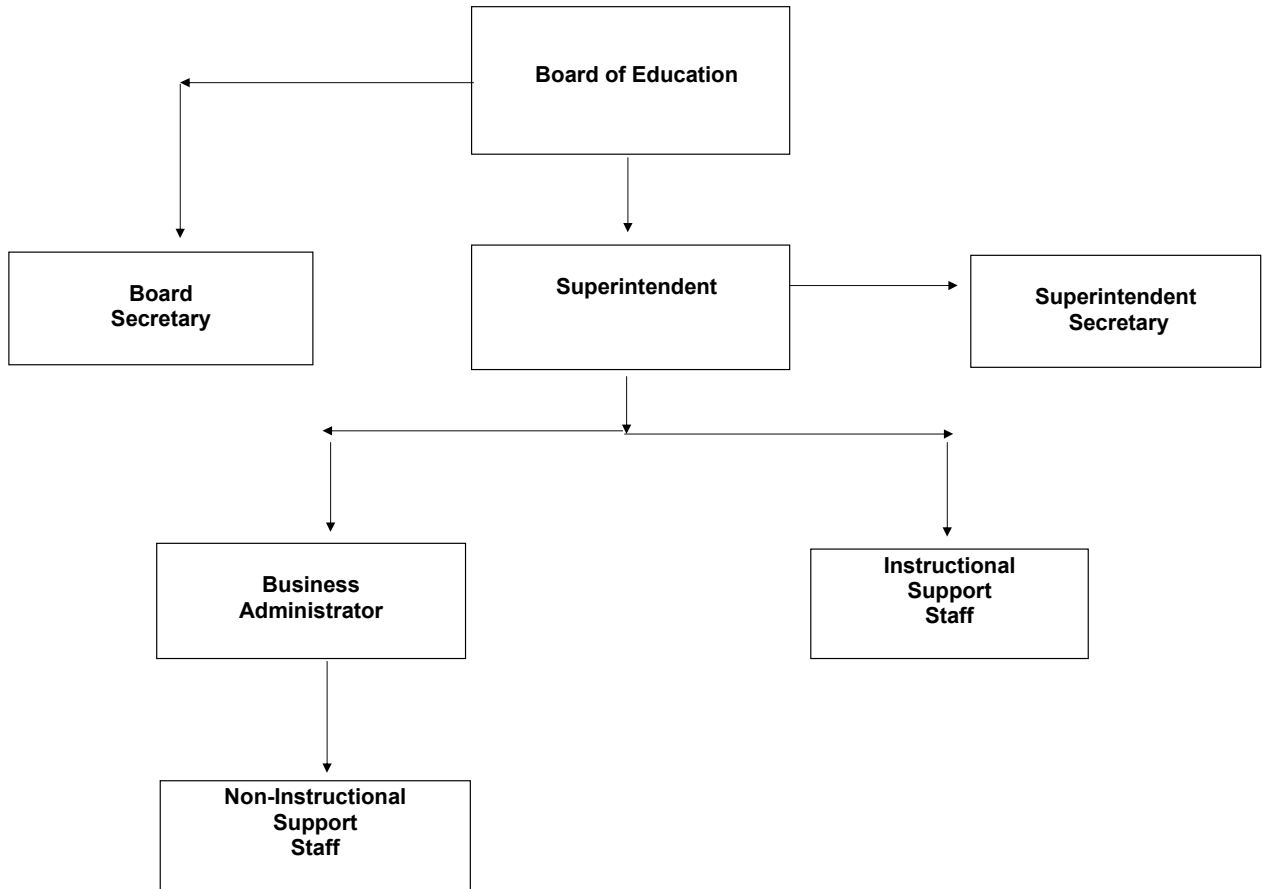 Board of Education
Board
Secretary
Superintendent
Superintendent
Secretary
Business
Administrator
Instructional
Support
Staff
Non-Instructional
Support
Staff